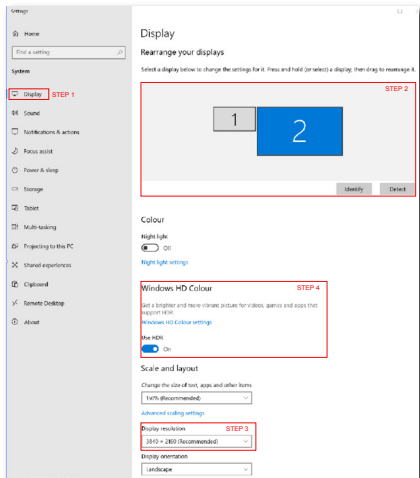 Settings
Home
Find a setting
System
Display
STEP 1
Sound
Notifications & actions
Focus assist
Power & sleep
Storage
Tablet
Multi-tasking
Projecting to this PC
Shared experiences
Clipboard
Remote Desktop
About
Display
Rearrange your displays
Select a display below to change the settings for it. Press and hold (or select) a display, then drag to rearrange it.
STEP 2
1
2
Identify
Detect
Colour
Night light
Off
Night light settings
Windows HD Colour
STEP 4
Get a brighter and more vibrant picture for videos, games and apps that
support HDR.
Windows HD Colour settings
Use HDR
On
Scale and layout
Change the size of text, apps and other items
150% (Recommended)
Advanced scaling settings
Display resolution
STEP 3
3840 × 2160 (Recommended)
Display orientation
Landscape